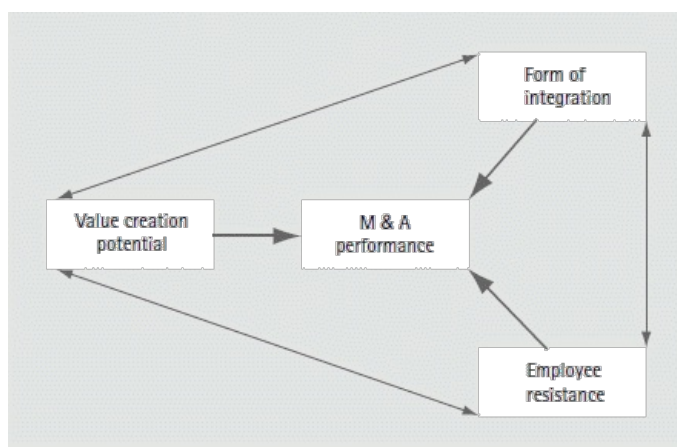 Form of
integration
Value creation
potential
M & A
performance
Employee
resistance